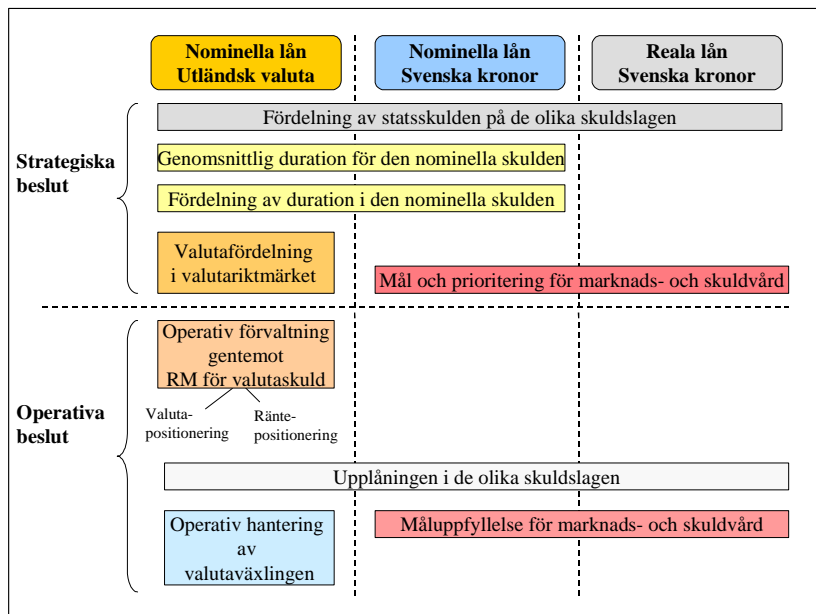 Nominella lån
Utländsk valuta
Nominella lån
Svenska kronor
Reala lån
Svenska kronor
Fördelning av statsskulden på de olika skuldslagen
Strategiska
beslut
Genomsnittlig duration för den nominella skulden
Fördelning av duration i den nominella skulden
Valutafördelning
i valutariktmärket
Mål och prioritering för marknads- och skuldvård
Operativa
beslut
Operativ förvaltning
gentemot
RM för valutaskuld
Valuta-
positionering
Ränte-
positionering
Upplåningen i de olika skuldslagen
Operativ hantering
av
valutaväxlingen
Måluppfyllelse för marknads- och skuldvård